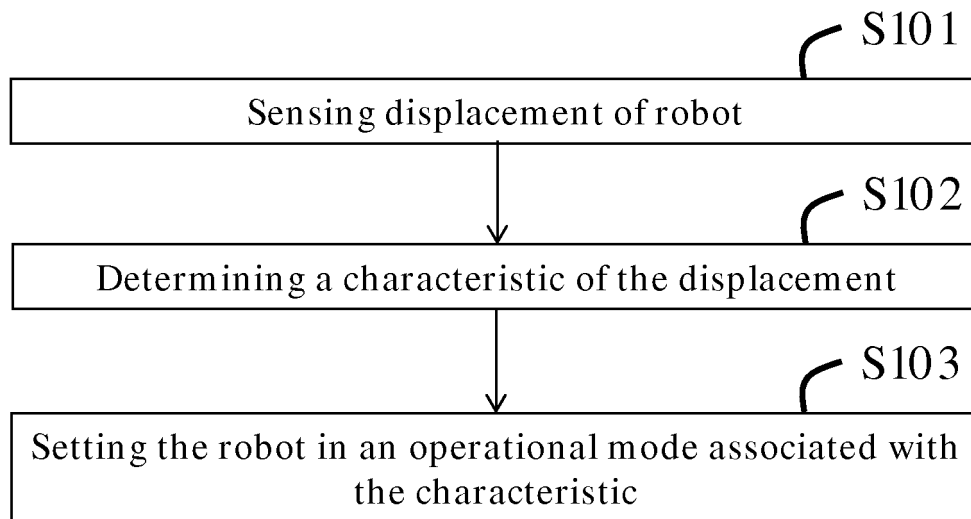 S101
Sensing displacement of robot
S102
Determining a characteristic of the displacement
S103
Setting the robot in an operational mode associated with
the characteristic